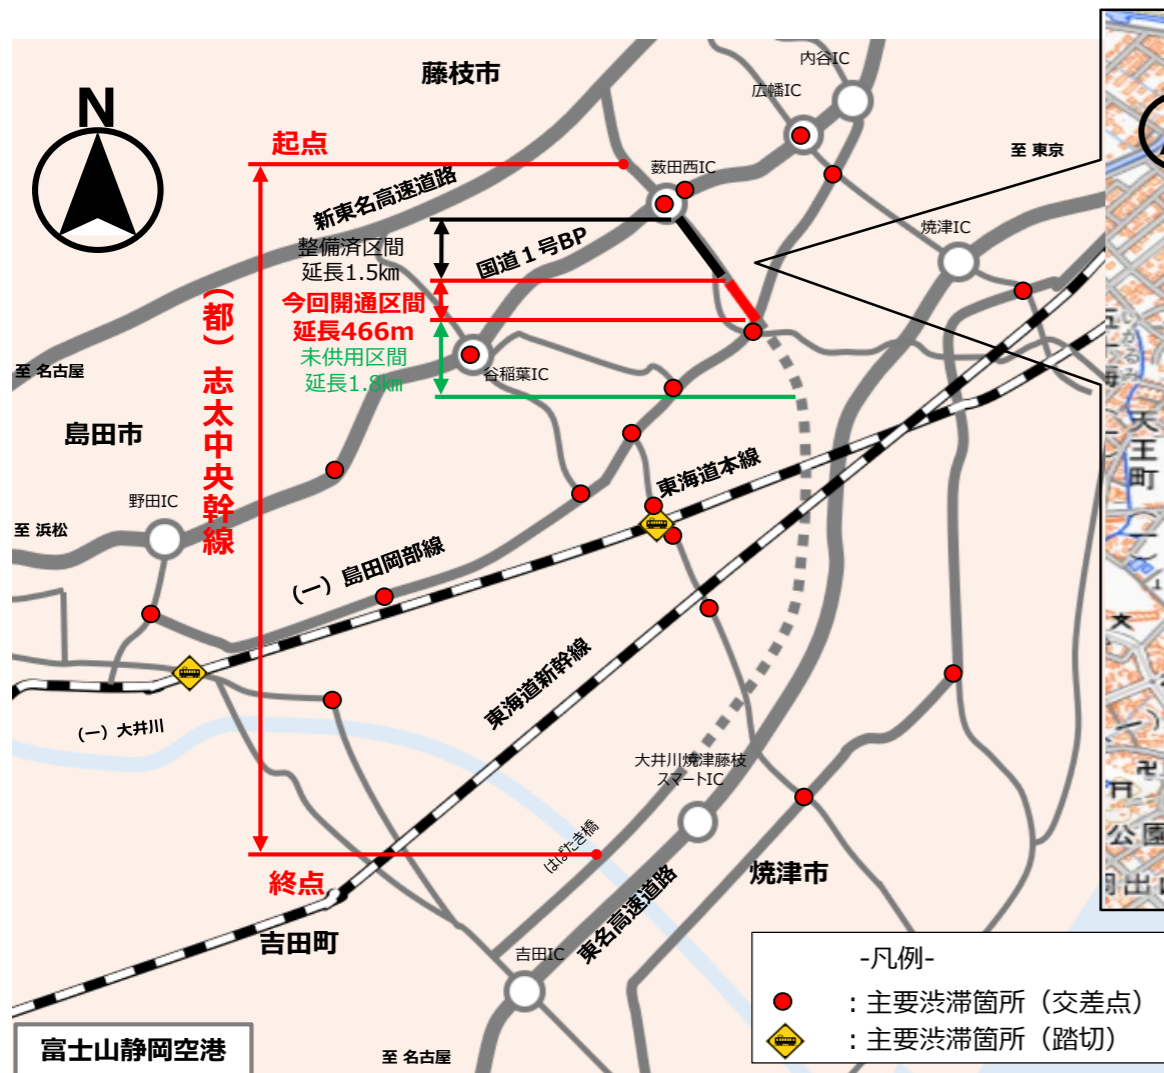 藤枝市
内谷IC
広幡IC
N
起点
薮田西IC
至 東京
新東名高速道路
焼津IC
整備済区間
延長1.5㎞
国道１号BP
今回開通区間
延長466m
未供用区間
延長1.8㎞
谷稲葉IC
（都）志太中央幹線
至 名古屋
島田市
野田IC
至 浜松
東海道本線
（一）島田岡部線
東海道新幹線
（一）大井川
大井川焼津藤枝
スマートIC
はばたき橋
終点
焼津市
東名高速道路
吉田町
吉田IC
至 名古屋
富士山静岡空港
-凡例-
：主要渋滞箇所（交差点）
：主要渋滞箇所（踏切）
天王町一
公園